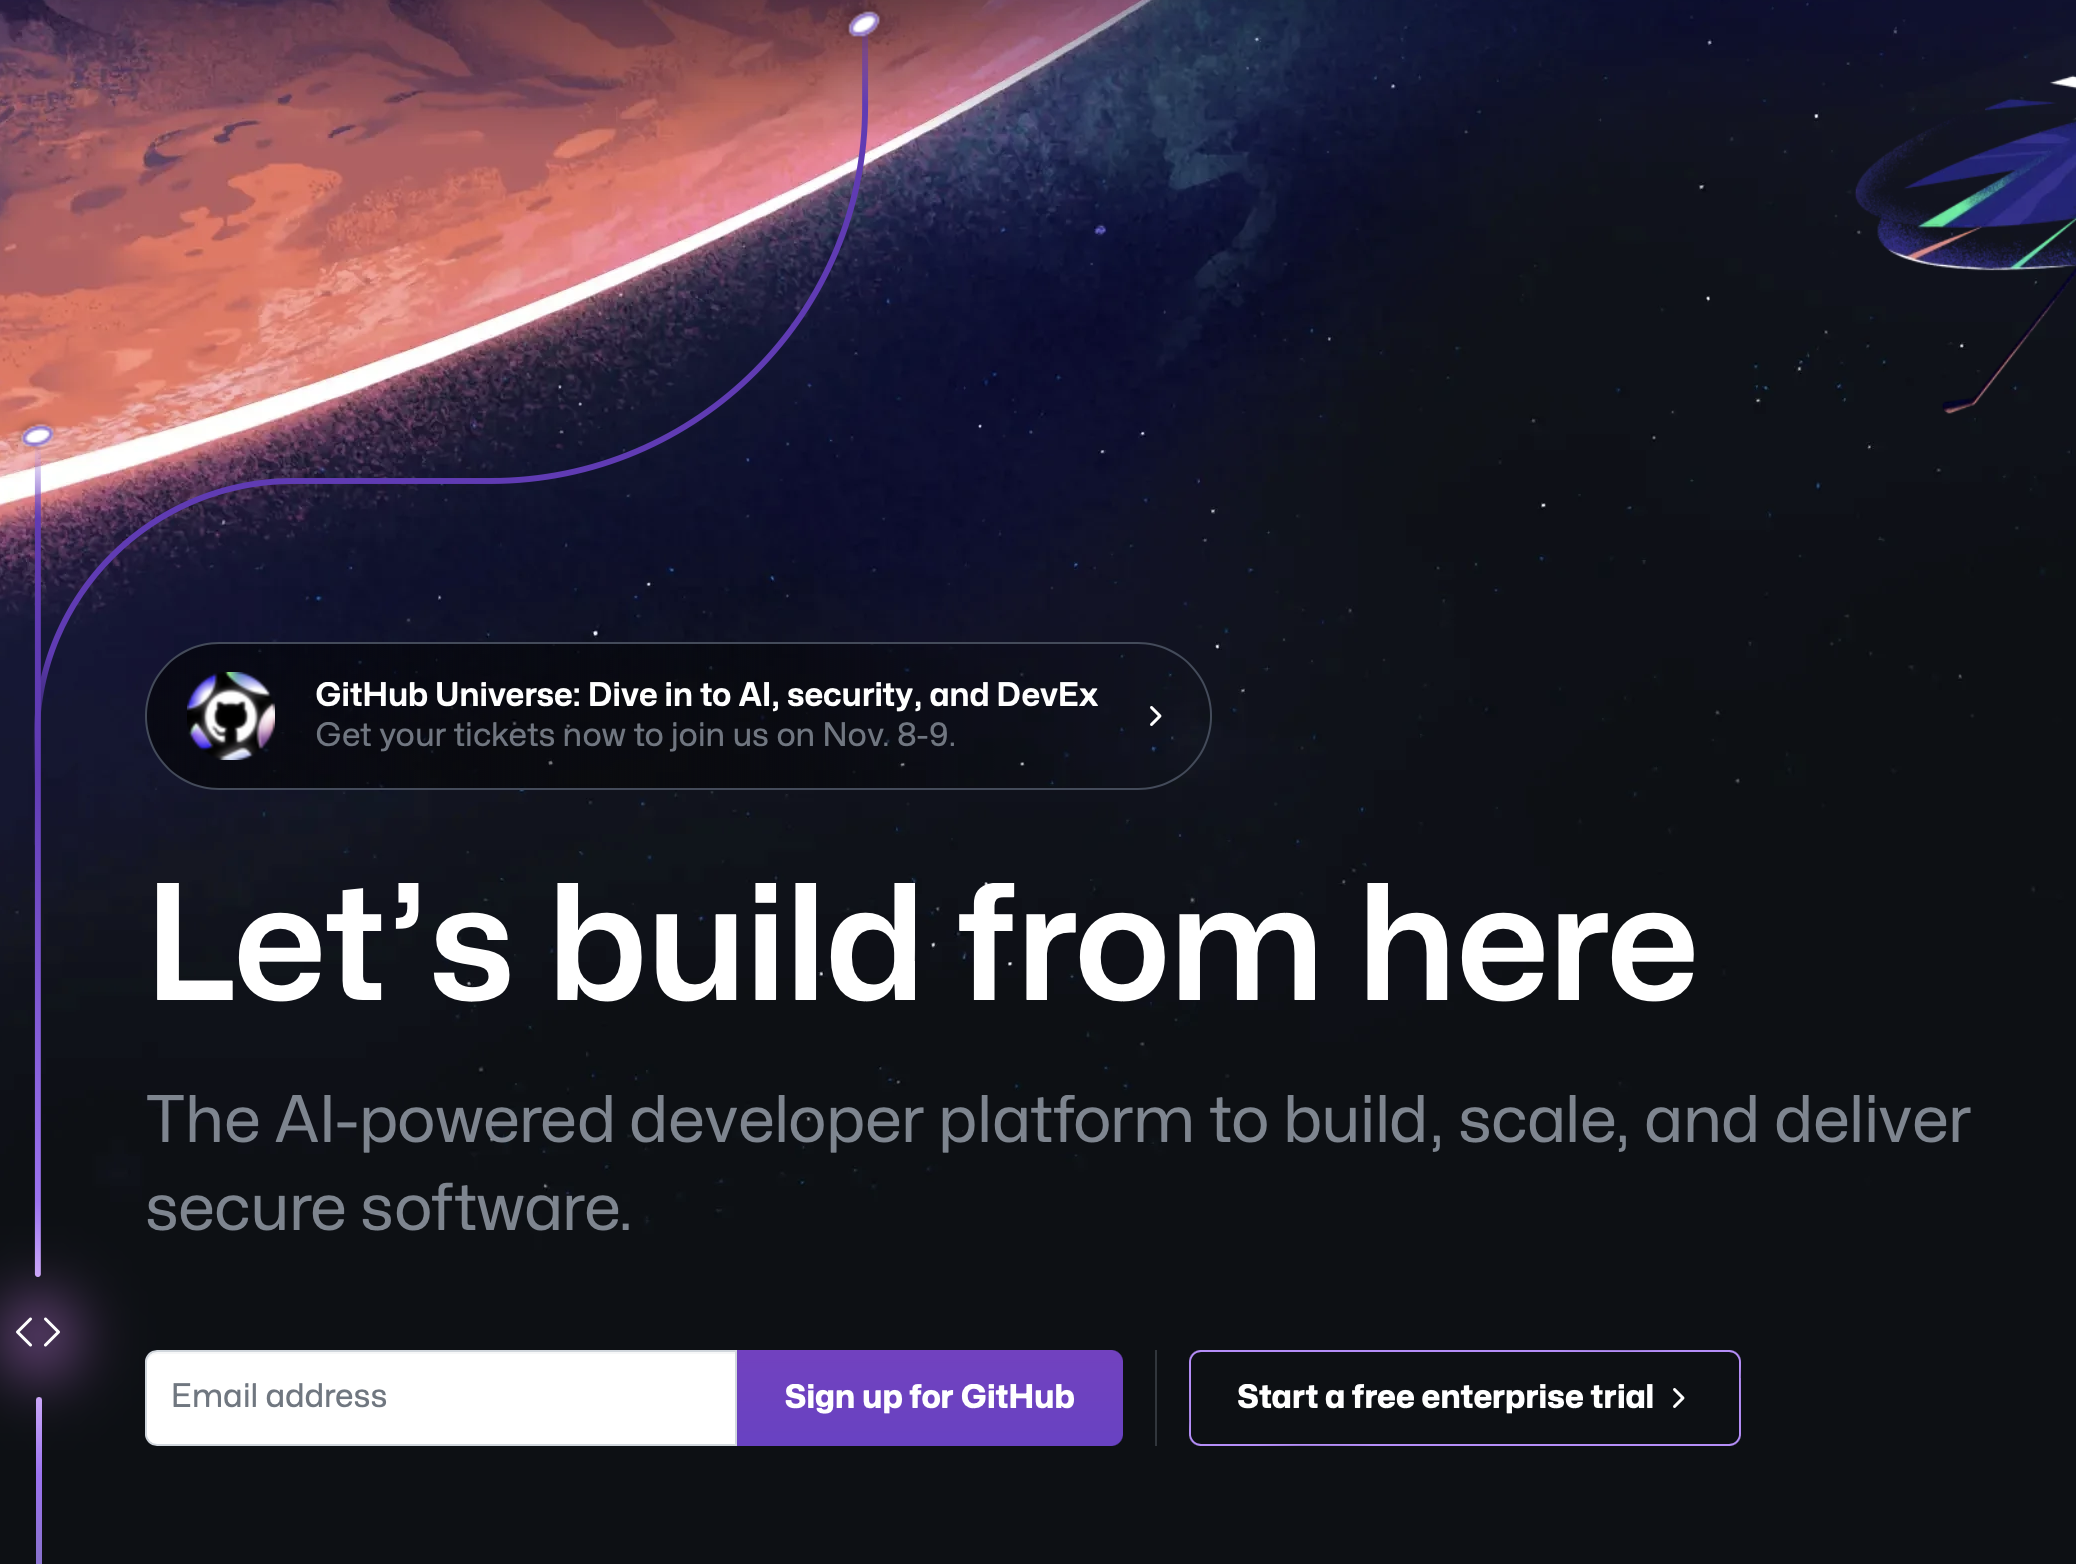 GitHub Universe: Dive in to AI, security, and DevEx
Get your tickets now to join us on Nov. 8-9.
Let’s build from here
The AI-powered developer platform to build, scale, and deliver
secure software.
Email address
Sign up for GitHub
Start a free enterprise trial